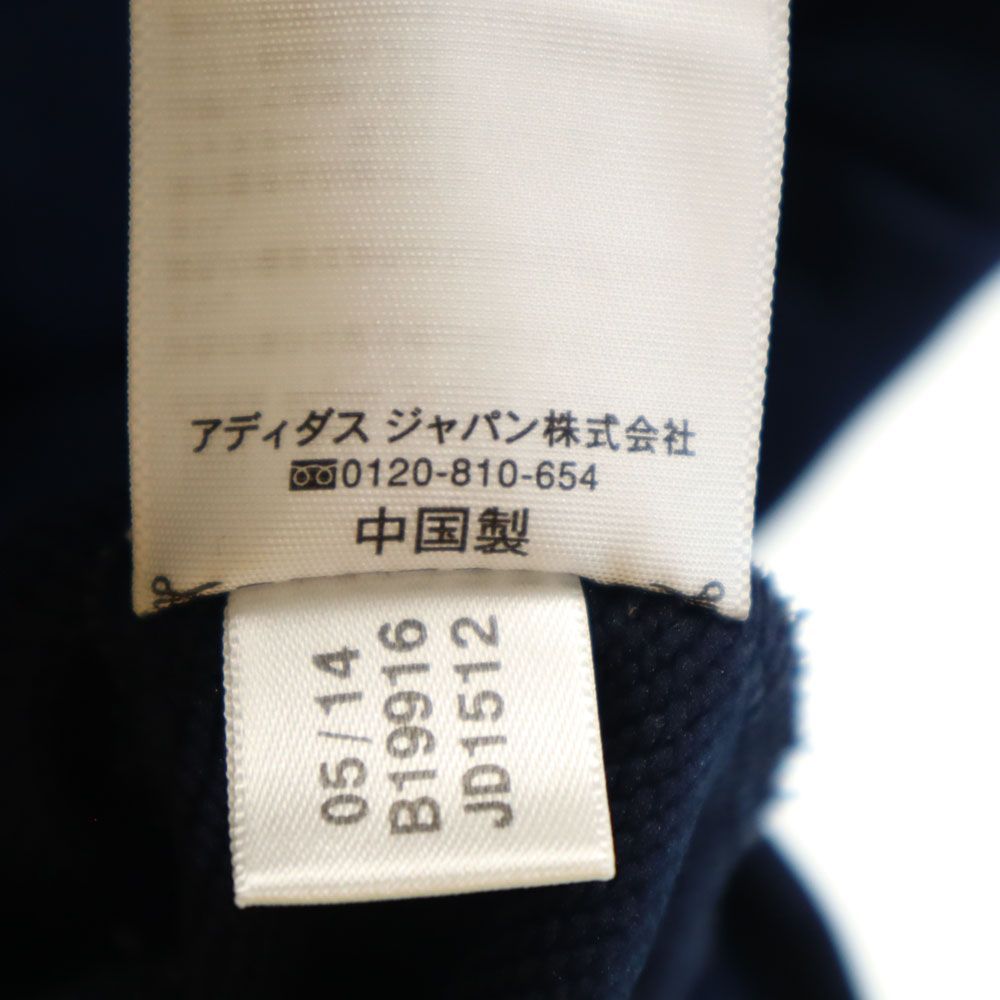 アディダス ジャパン株式会社
0120-810-654
中国製
05/14
B19916
JD1512